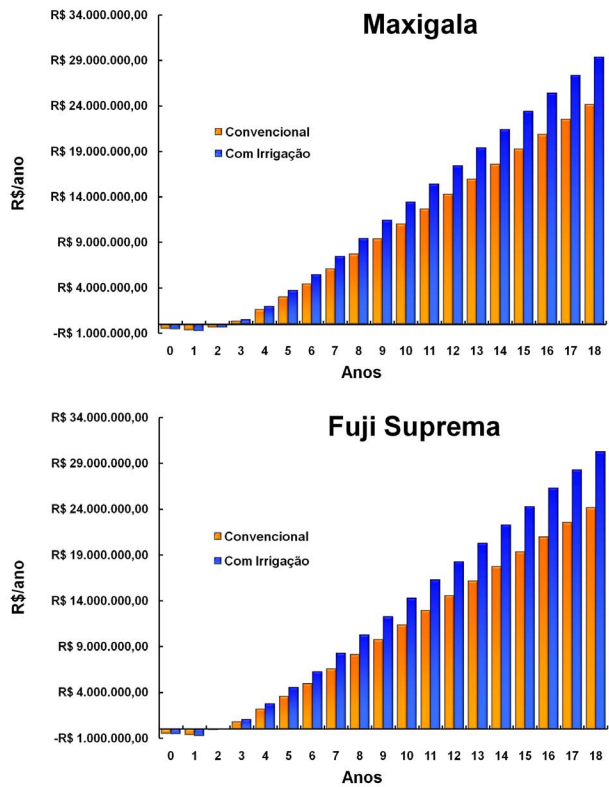 Maxigala
R$ 34.000.000,00
R$ 29.000.000,00
R$ 24.000.000,00
R$ 19.000.000,00
R$ 14.000.000,00
R$ 9.000.000,00
R$ 4.000.000,00
-R$ 1.000.000,00
R$/ano
Convencional
Com Irrigação
0 1 2 3 4 5 6 7 8 9 10 11 12 13 14 15 16 17 18
Anos
Fuji Suprema
R$ 34.000.000,00
R$ 29.000.000,00
R$ 24.000.000,00
R$ 19.000.000,00
R$ 14.000.000,00
R$ 9.000.000,00
R$ 4.000.000,00
-R$ 1.000.000,00
R$/ano
Convencional
Com Irrigação
0 1 2 3 4 5 6 7 8 9 10 11 12 13 14 15 16 17 18
Anos